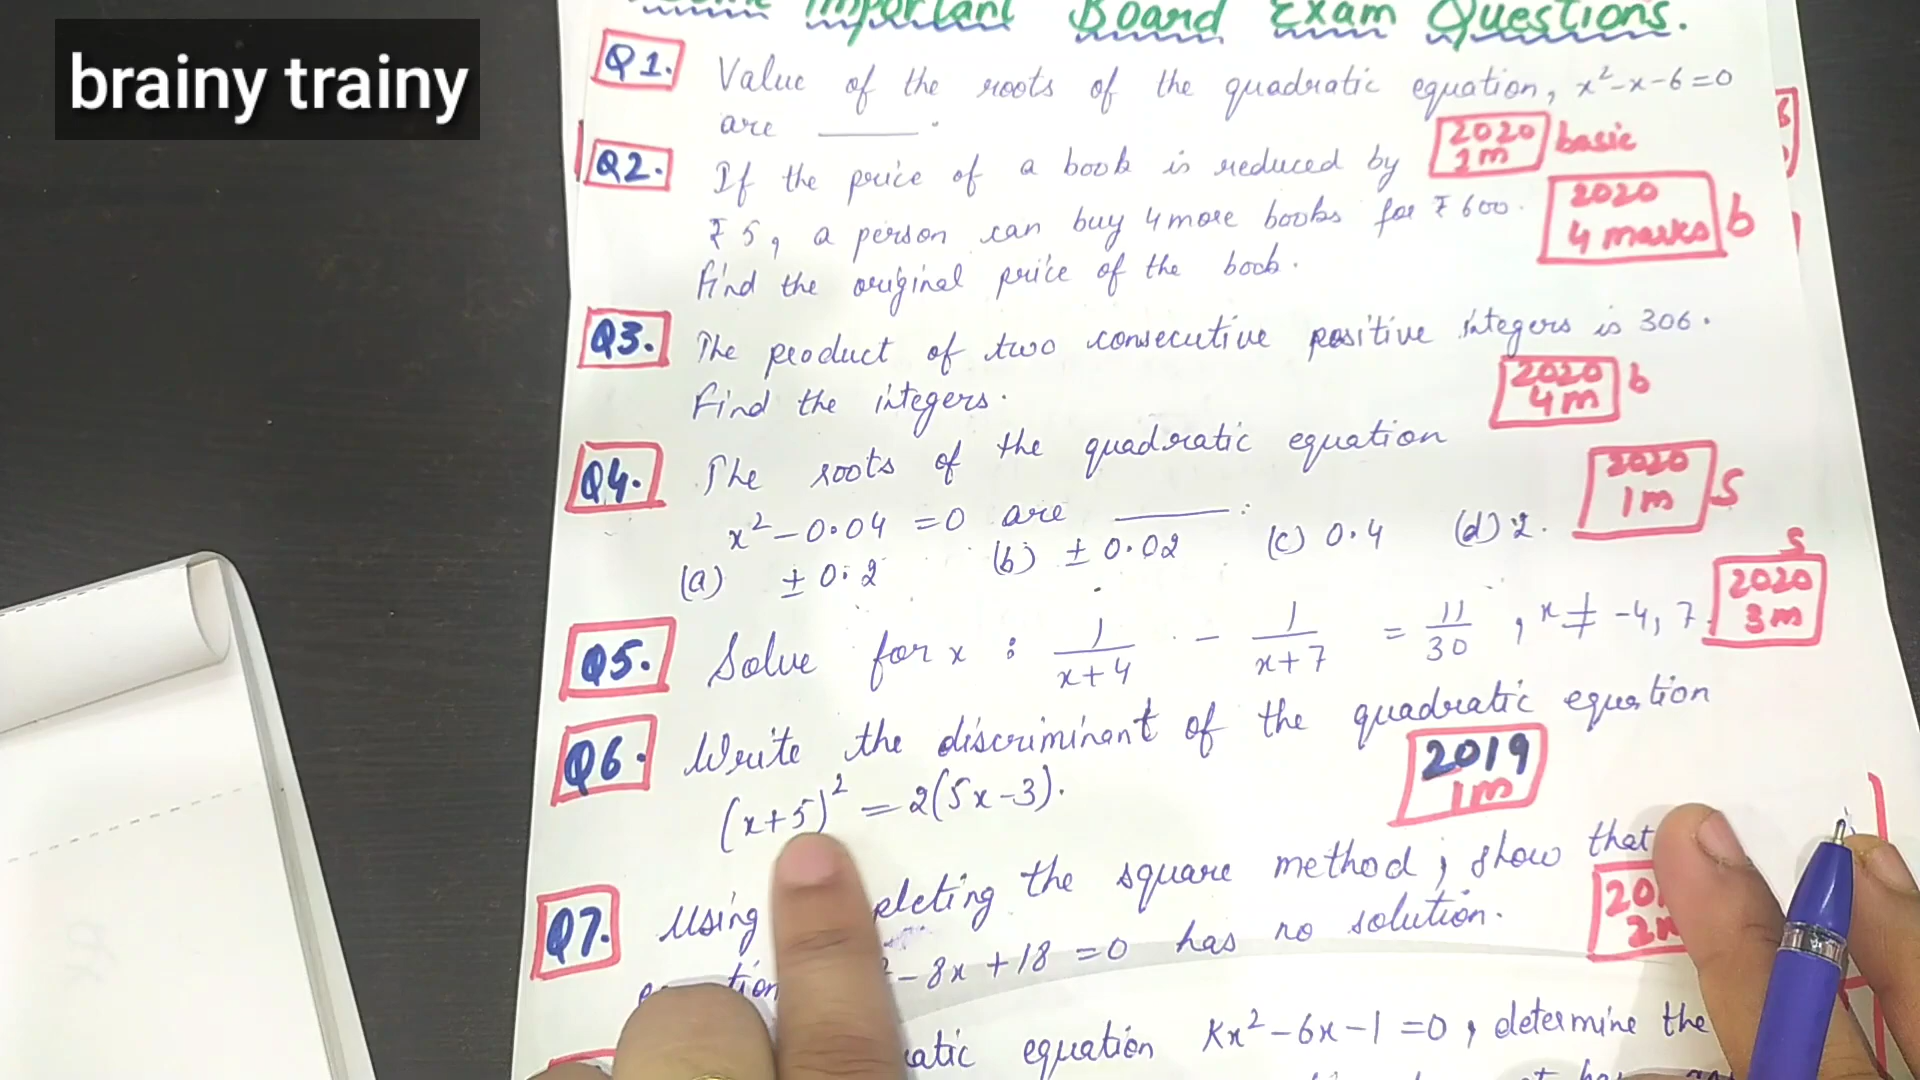 brainy trainy
Important Board Exam Questions.
Q1. Value of the roots of the quadratic equation, x²-x-6=0
are ______.
2020 1m basic
Q2. If the price of a book is reduced by
₹5, a person can buy 4 more books for ₹600.
Find the original price of the book.
2020 4 marks b
Q3. The product of two consecutive positive integers is 306.
Find the integers.
2020 4m b
Q4. The roots of the quadratic equation
x²-0.04 =0 are ______.
2020 1m S
(a) ±0.2 (b) ±0.02 (c) 0.4 (d) 2.
Q5. Solve for x : 1/(x+4) - 1/(x+7) = 11/30, x≠ -4, 7.
S 2020 3m
Q6. Write the discriminant of the quadratic equation
(x+5)² = 2(5x-3).
2019 1m
Q7. Using the square method, show that
-8x+18=0 has no solution.
equation Kx²-6x-1=0, determine the